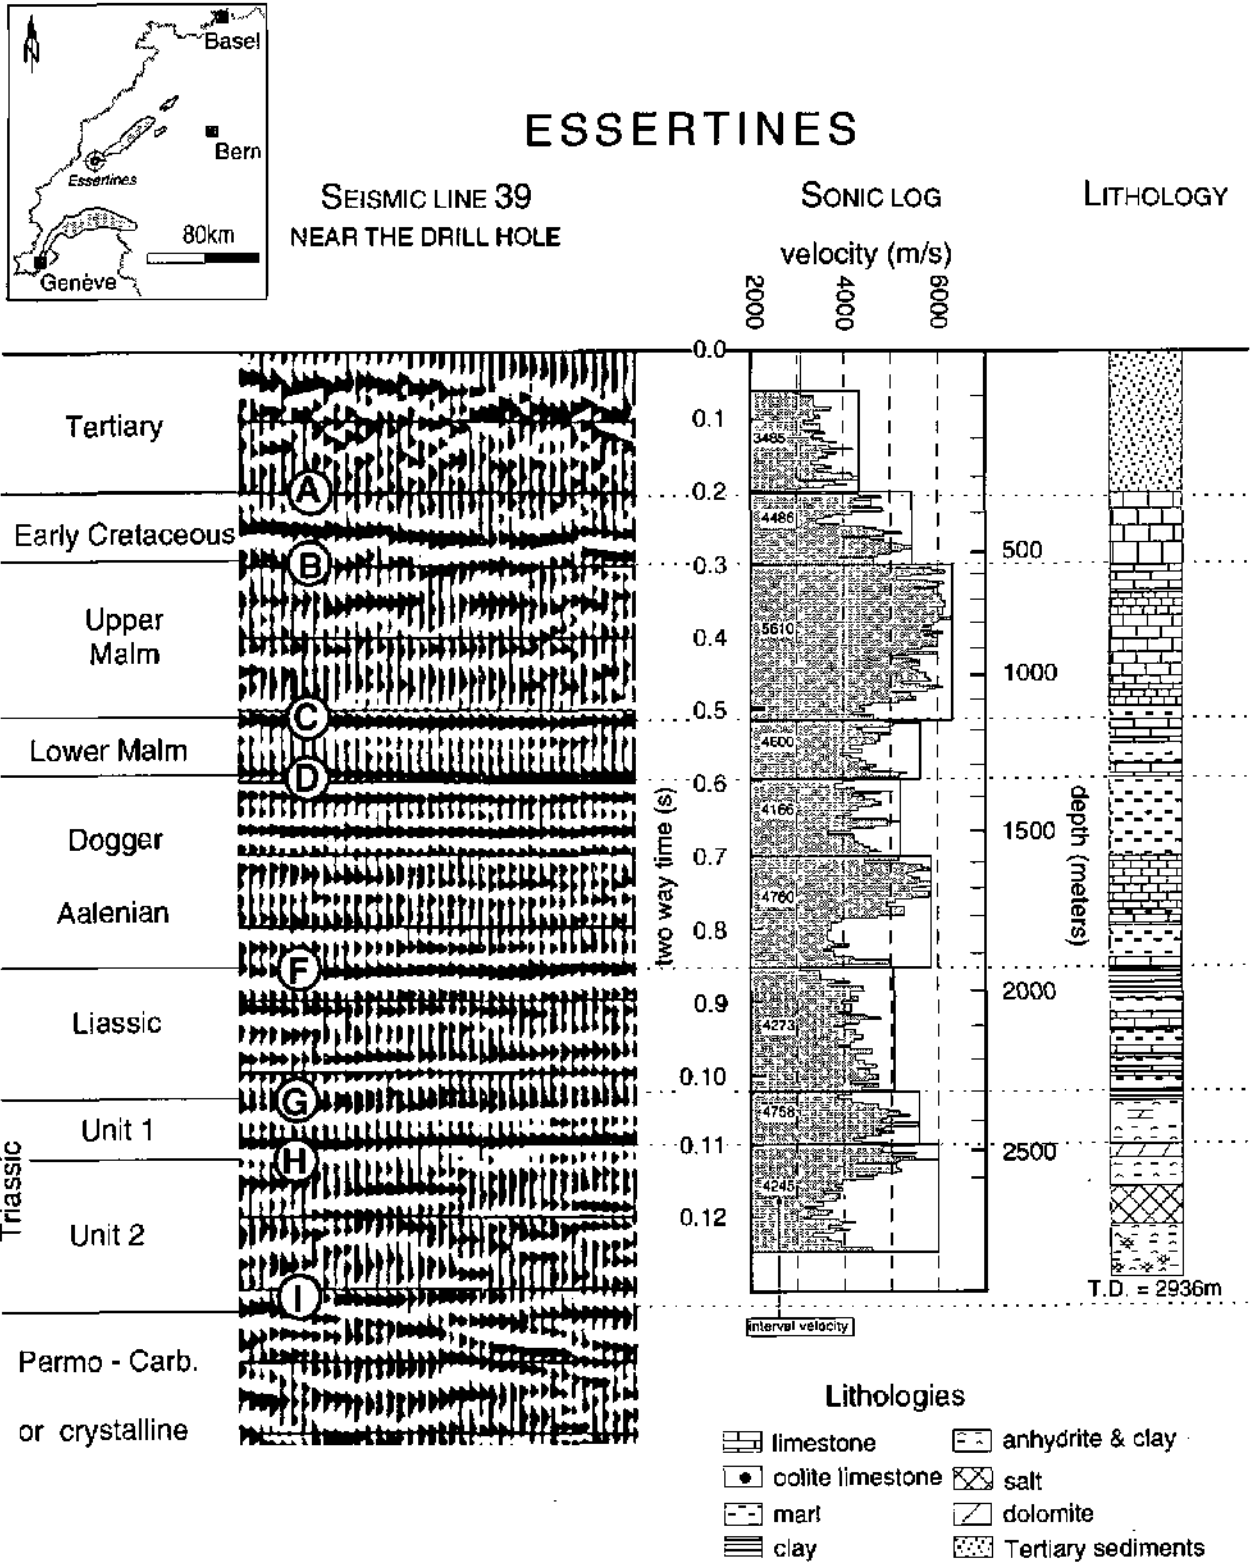 N
Basel
Bern
Essertines
80km
Genève
ESSERTINES
SEISMIC LINE 39
NEAR THE DRILL HOLE
SONIC LOG
LITHOLOGY
velocity (m/s)
2000
4000
6000
Tertiary
Early Cretaceous
Upper
Malm
Lower Malm
Dogger
Aalenian
Liassic
Triassic
Unit 1
Unit 2
Permo - Carb.
or crystalline
A
B
C
D
F
G
H
I
two way time (s)
0.0
0.1
0.2
0.3
0.4
0.5
0.6
0.7
0.8
0.9
0.10
0.11
0.12
3485
4486
5610
4600
4166
4760
4273
4758
4245
interval velocity
500
1000
1500
2000
2500
depth (meters)
T.D. = 2936m
Lithologies
limestone
oolite limestone
marl
clay
anhydrite & clay
salt
dolomite
Tertiary sediments